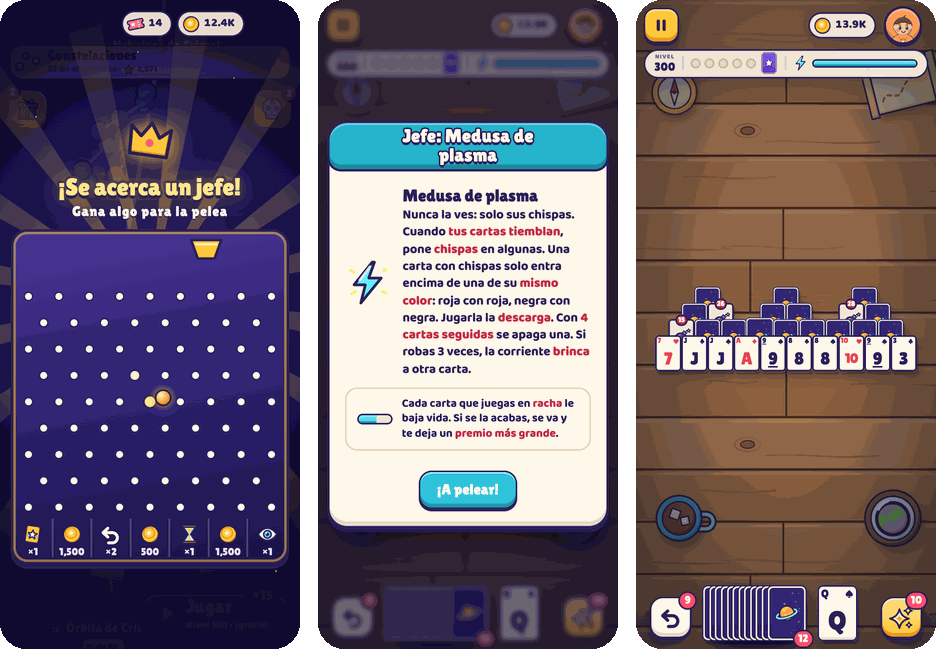 14
12.4K
Constelaciones
¡Se acerca un jefe!
Gana algo para la pelea
×1
1,500
×2
500
×1
1,500
×1
+15
Jugar
Jefe: Medusa de
plasma
Medusa de plasma
Nunca la ves: solo sus chispas.
Cuando tus cartas tiemblan,
pone chispas en algunas. Una
carta con chispas solo entra
encima de una de su mismo
color: roja con roja, negra con
negra. Jugarla la descarga. Con 4
cartas seguidas se apaga una. Si
robas 3 veces, la corriente brinca
a otra carta.
Cada carta que juegas en racha le
baja vida. Si se la acabas, se va y
te deja un premio más grande.
¡A pelear!
Q
13.9K
NIVEL
300
26
28
15
7 J J A 9 8 8 10 9 3
9
12
Q
Q
10